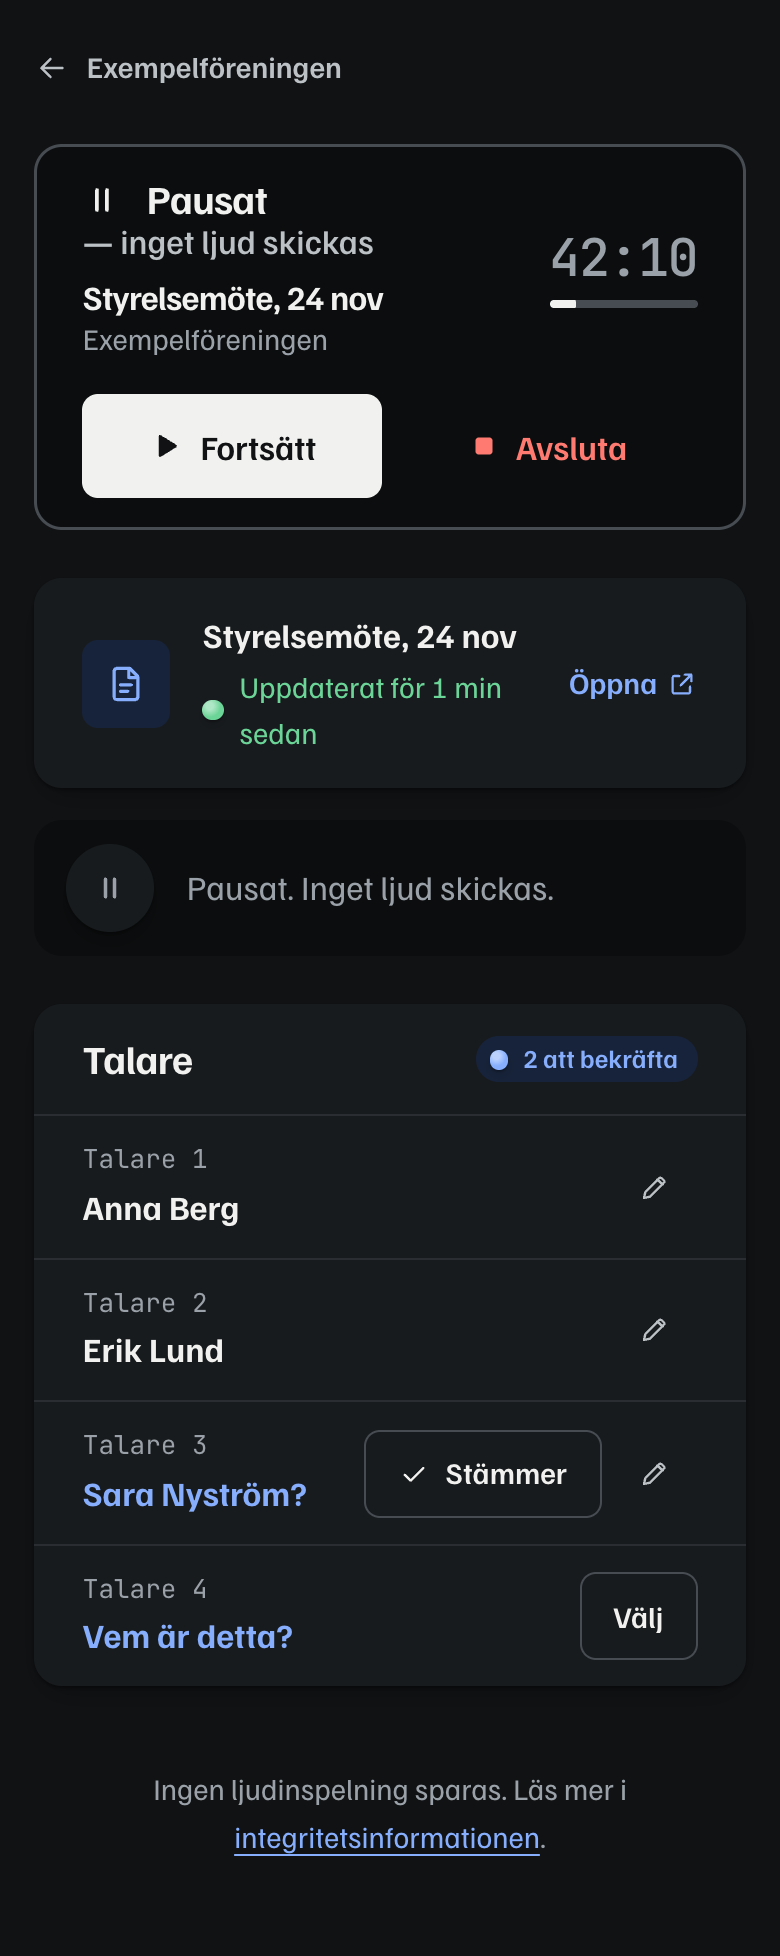 Exempelföreningen
Pausat
— inget ljud skickas
42:10
Styrelsemöte, 24 nov
Exempelföreningen
Fortsätt
Avsluta
Styrelsemöte, 24 nov
Uppdaterat för 1 min
sedan
Öppna
Pausat. Inget ljud skickas.
Talare
2 att bekräfta
Talare 1
Anna Berg
Talare 2
Erik Lund
Talare 3
Sara Nyström?
Stämmer
Talare 4
Vem är detta?
Välj
Ingen ljudinspelning sparas. Läs mer i
integritetsinformationen.